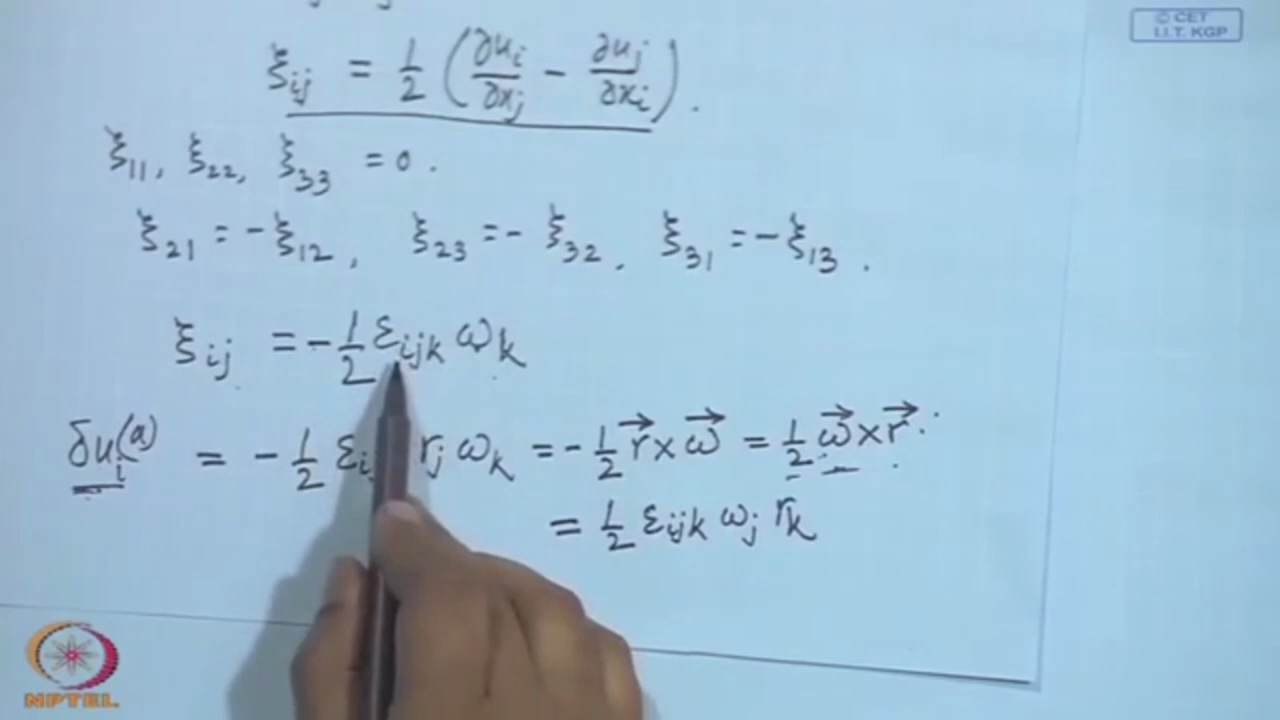 © CET
I.I.T. KGP
ξij = 1/2 (∂ui/∂xj − ∂uj/∂xi).
ξ11, ξ22, ξ33 = 0.
ξ21 = −ξ12, ξ23 = −ξ32, ξ31 = −ξ13.
ξij = −1/2 εijk ωk
δui(a) = −1/2 εi rj ωk = −1/2 r⃗ × ω⃗ = 1/2 ω⃗ × r⃗.
= 1/2 εijk ωj rk
NPTEL